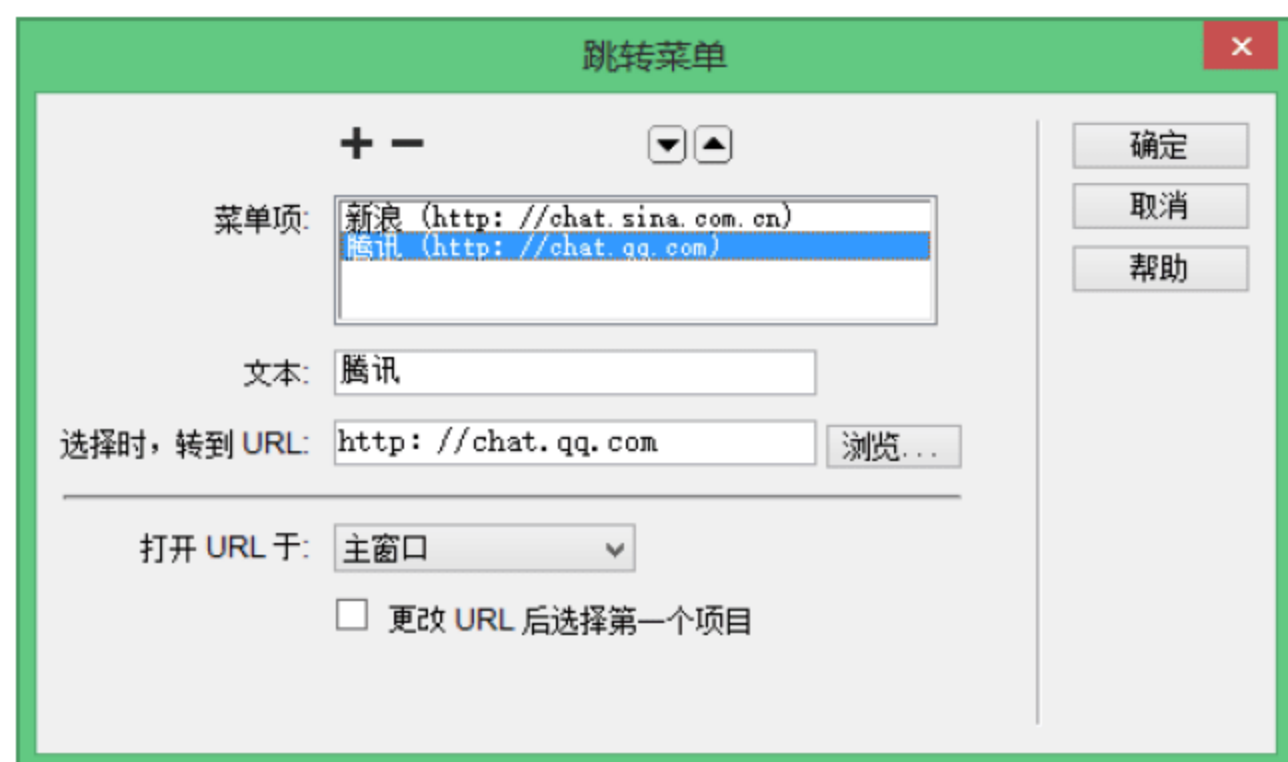 跳转菜单
确定
取消
帮助
菜单项:
新浪 (http: //chat.sina.com.cn)
腾讯 (http: //chat.qq.com)
文本: 腾讯
选择时，转到 URL: http: //chat.qq.com 浏览...
打开 URL 于: 主窗口
更改 URL 后选择第一个项目